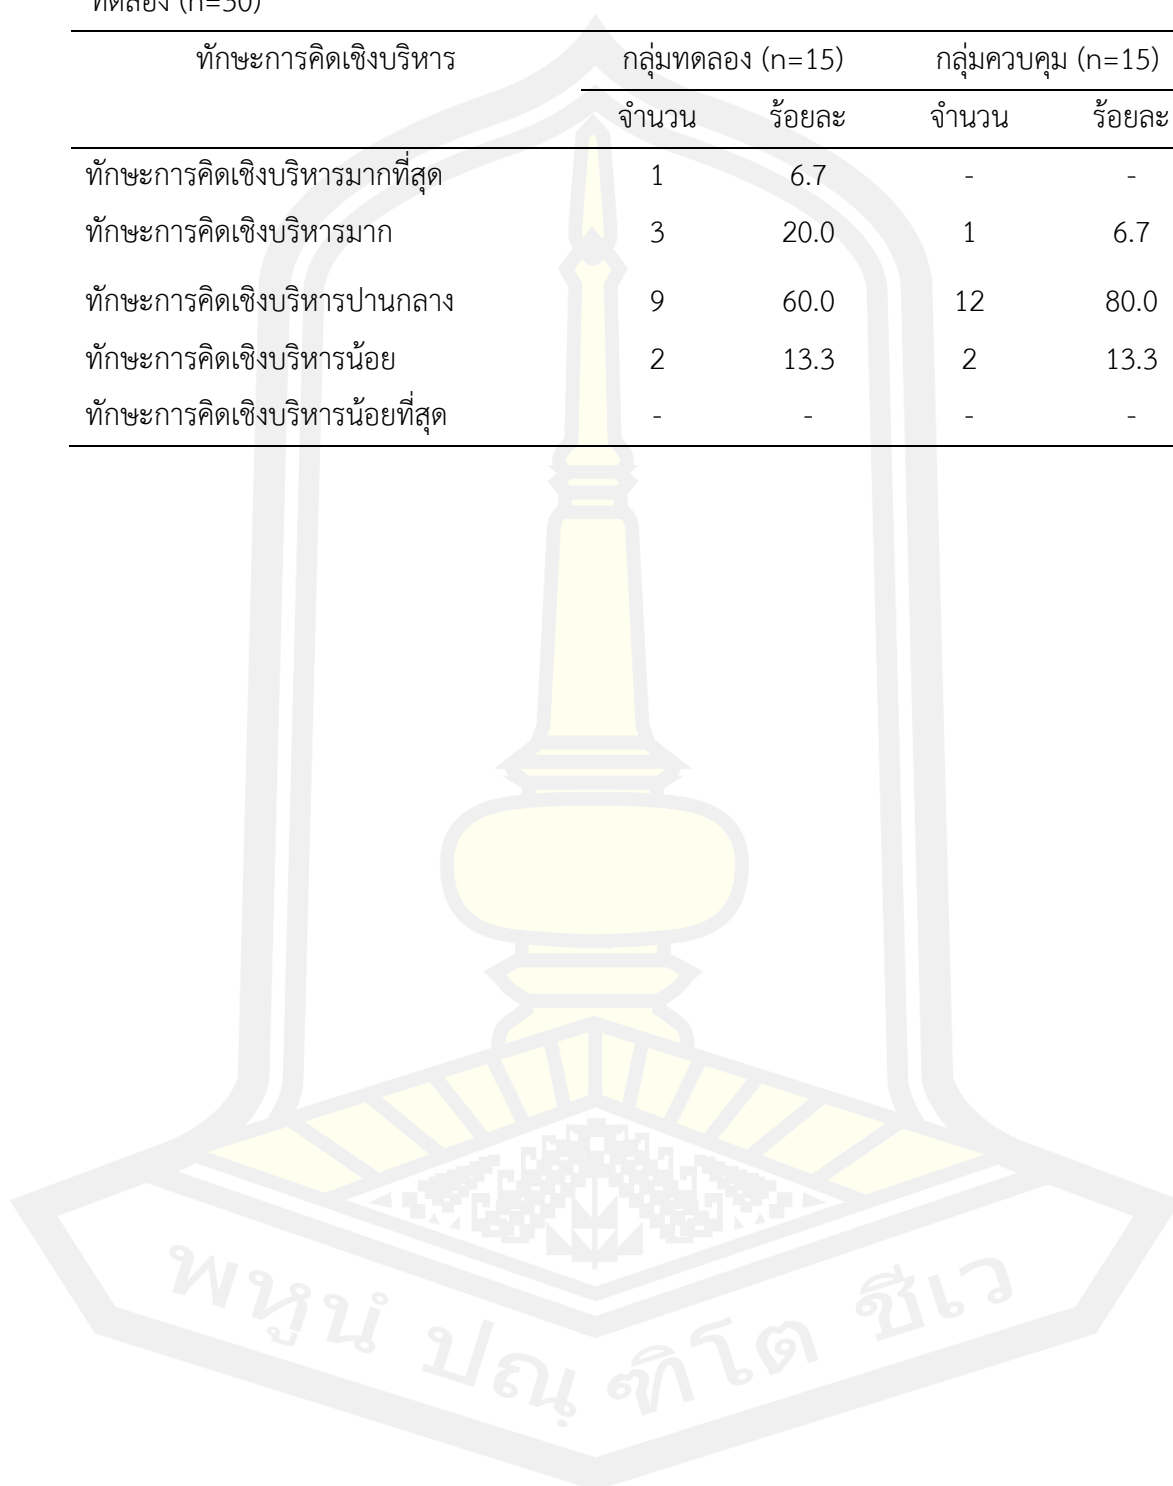 ทดลอง (n=30)
ทักษะการคิดเชิงบริหาร กลุ่มทดลอง (n=15) กลุ่มควบคุม (n=15)
จำนวน ร้อยละ จำนวน ร้อยละ
ทักษะการคิดเชิงบริหารมากที่สุด 1 6.7 - -
ทักษะการคิดเชิงบริหารมาก 3 20.0 1 6.7
ทักษะการคิดเชิงบริหารปานกลาง 9 60.0 12 80.0
ทักษะการคิดเชิงบริหารน้อย 2 13.3 2 13.3
ทักษะการคิดเชิงบริหารน้อยที่สุด - - - -
พหูนํ ปณฺฑิโต ชีเว